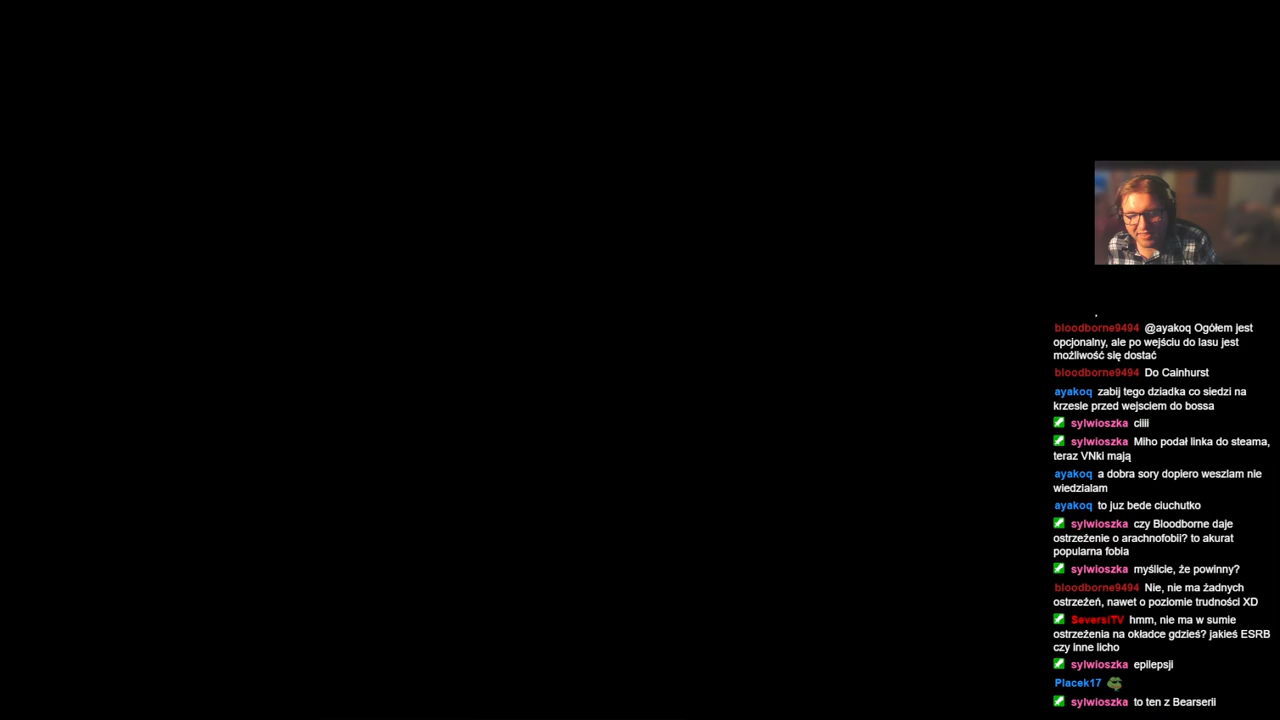 .
bloodborne9494 @ayakoq Ogółem jest
opcjonalny, ale po wejściu do lasu jest
możliwość się dostać
bloodborne9494 Do Cainhurst
ayakoq zabij tego dziadka co siedzi na
krzesle przed wejsciem do bossa
sylwioszka ciiii
sylwioszka Miho podał linka do steama,
teraz VNki mają
ayakoq a dobra sory dopiero weszlam nie
wiedzialam
ayakoq to juz bede ciuchutko
sylwioszka czy Bloodborne daje
ostrzeżenie o arachnofobii? to akurat
popularna fobia
sylwioszka myślicie, że powinny?
bloodborne9494 Nie, nie ma żadnych
ostrzeżeń, nawet o poziomie trudności XD
SeversiTV hmm, nie ma w sumie
ostrzeżenia na okładce gdzieś? jakieś ESRB
czy inne licho
sylwioszka epilepsji
Placek17
sylwioszka to ten z Bearserii